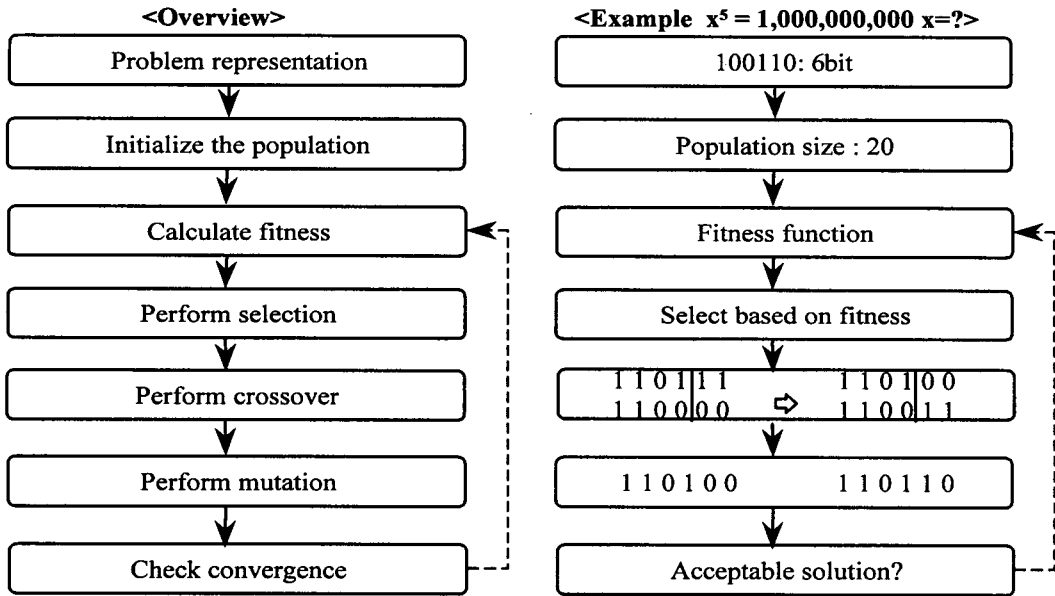 <Overview>
Problem representation
Initialize the population
Calculate fitness
Perform selection
Perform crossover
Perform mutation
Check convergence
<Example x⁵ = 1,000,000,000 x=?>
100110: 6bit
Population size : 20
Fitness function
Select based on fitness
1 1 0 1 1 1 ⇨ 1 1 0 1 0 0
1 1 0 0 0 0 1 1 0 0 1 1
1 1 0 1 0 0 1 1 0 1 1 0
Acceptable solution?